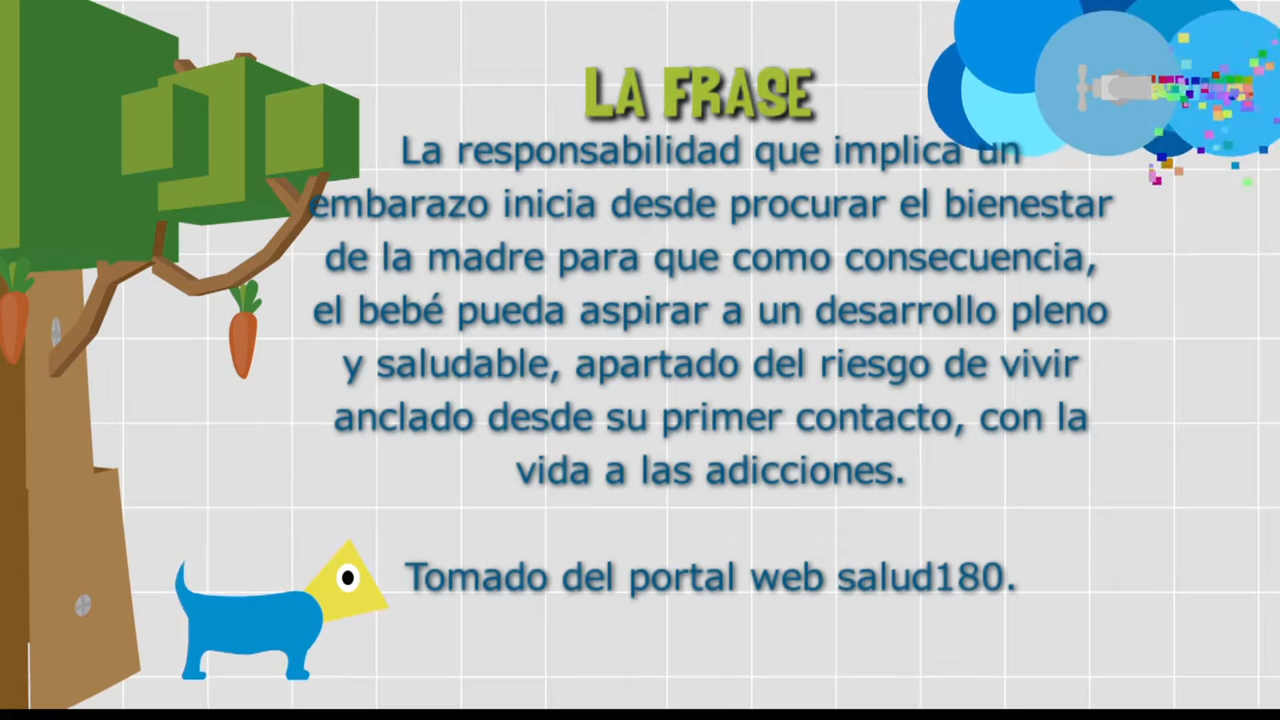 LA FRASE
La responsabilidad que implica un
embarazo inicia desde procurar el bienestar
de la madre para que como consecuencia,
el bebé pueda aspirar a un desarrollo pleno
y saludable, apartado del riesgo de vivir
anclado desde su primer contacto, con la
vida a las adicciones.
Tomado del portal web salud180.